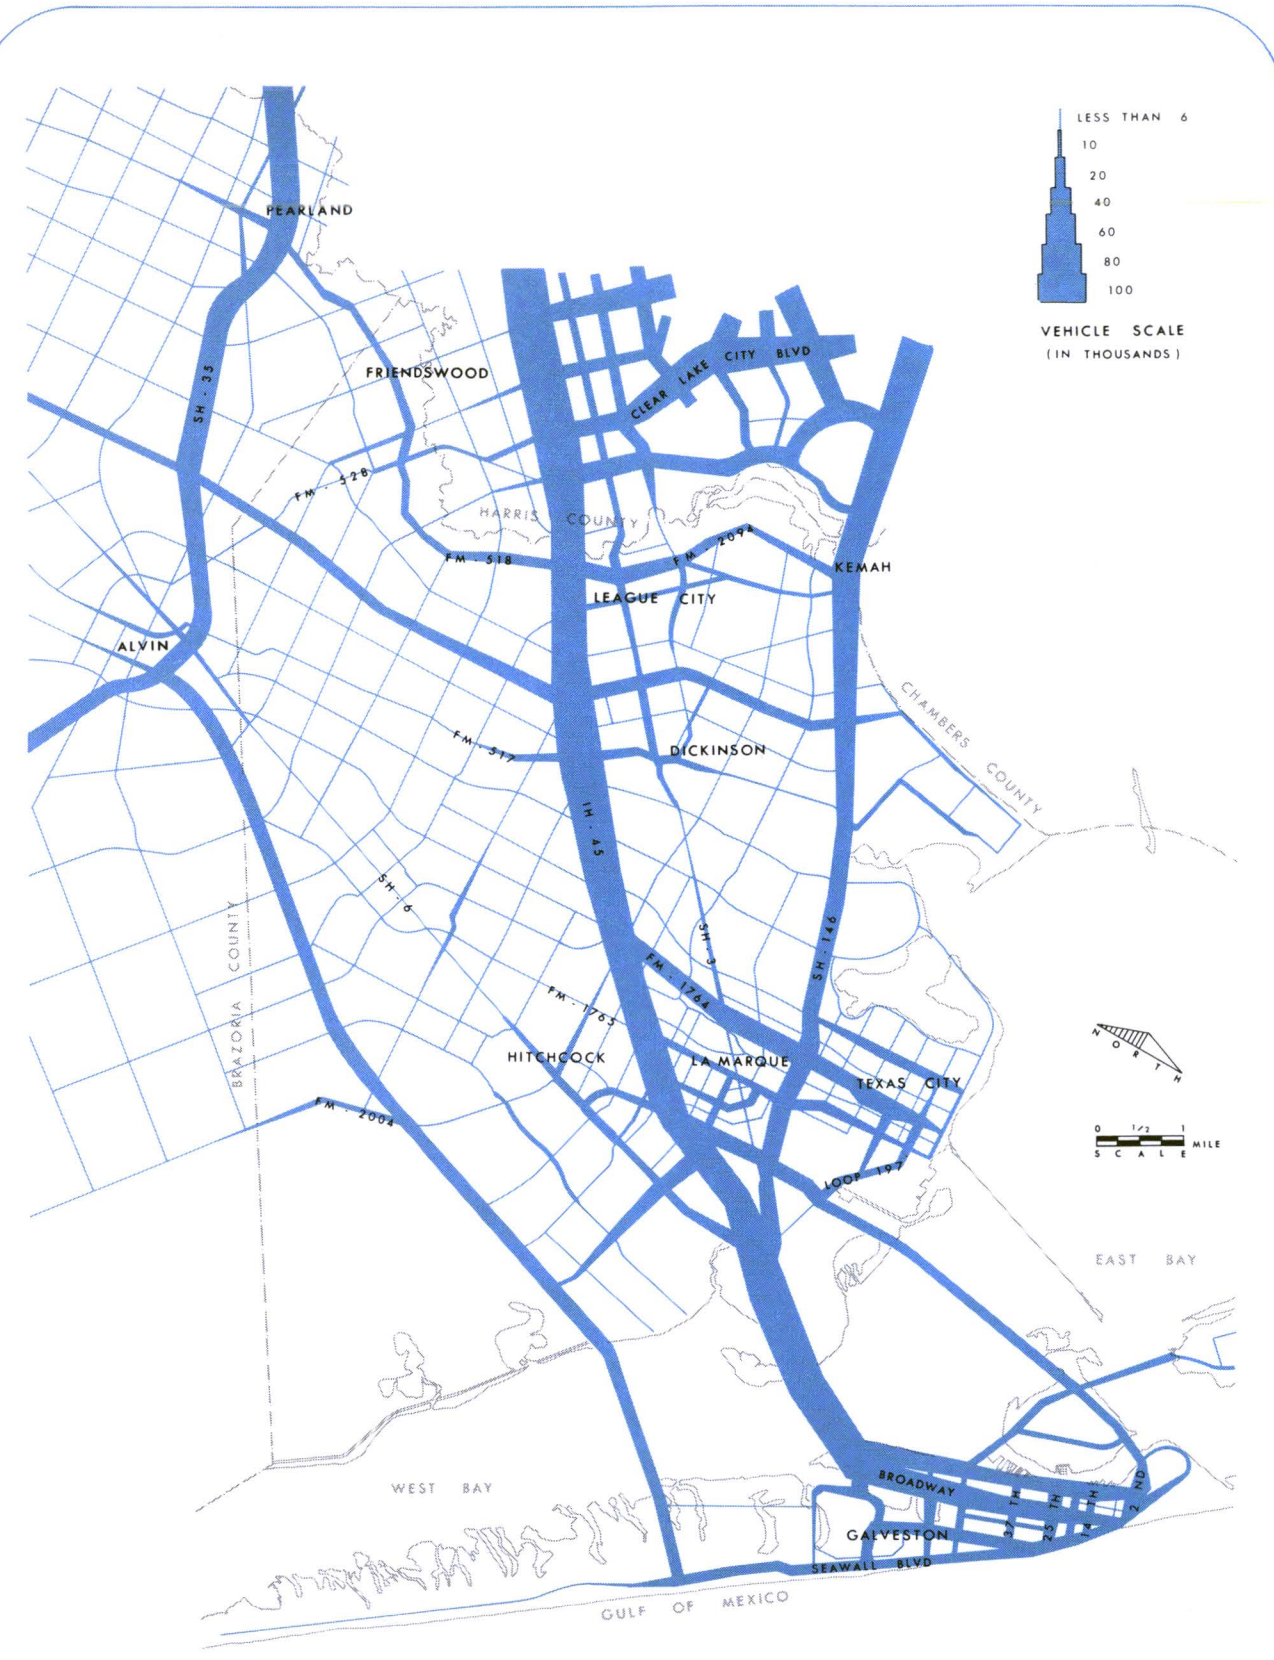 LESS THAN 6
10
20
40
60
80
100
VEHICLE SCALE
(IN THOUSANDS)
PEARLAND
SH - 35
FRIENDSWOOD
CLEAR LAKE CITY BLVD
FM - 528
HARRIS COUNTY
FM - 518
FM - 2094
KEMAH
LEAGUE CITY
ALVIN
CHAMBERS COUNTY
FM - 517
DICKINSON
IH - 45
SH - 6
BRAZORIA COUNTY
SH - 3
SH - 146
FM - 1764
FM - 1765
NORTH
HITCHCOCK
LA MARQUE
TEXAS CITY
FM - 2004
0 1/2 1
MILE
SCALE
LOOP 197
EAST BAY
WEST BAY
BROADWAY
37 TH
25 TH
14 TH
2 ND
GALVESTON
SEAWALL BLVD
GULF OF MEXICO